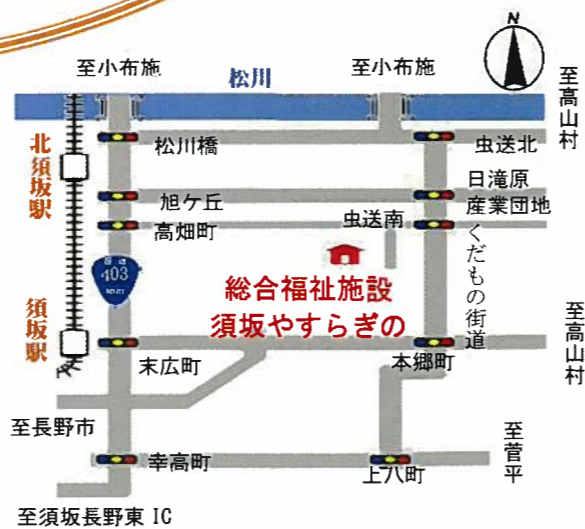 N
至小布施
松川
至小布施
至高山村
松川橋
虫送北
北須坂駅
旭ケ丘
日滝原
産業団地
高畑町
虫送南
くだもの街道
403
総合福祉施設
須坂やすらぎの
須坂駅
末広町
本郷町
至高山村
至長野市
幸高町
上八町
至菅平
至須坂長野東 IC